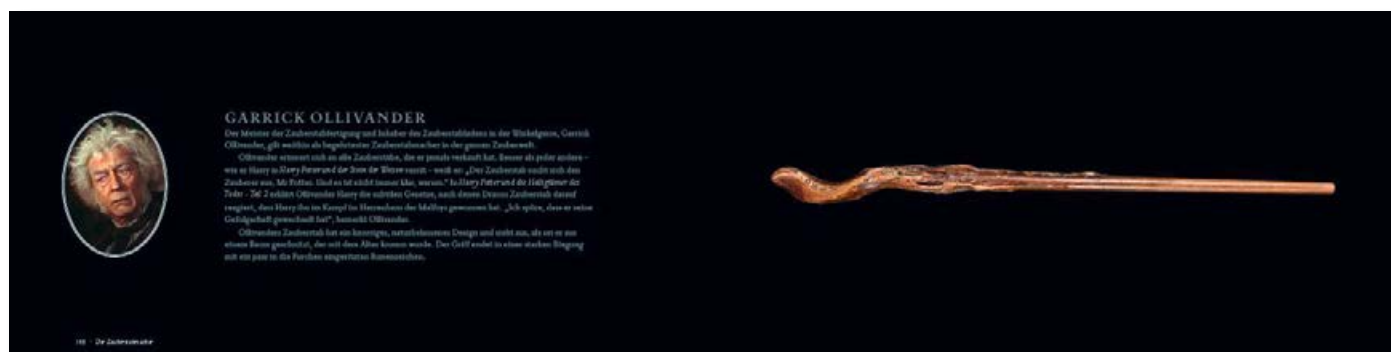 GARRICK OLLIVANDER
Der Meister der Zauberstabfertigung und Inhaber des Zauberstabladens in der Winkelgasse, Garrick
Ollivander, gilt weithin als begehrtester Zauberstabmacher in der ganzen Zauberwelt.
Ollivander erinnert sich an alle Zauberstäbe, die er jemals verkauft hat. Besser als jeder andere –
wie er Harry in Harry Potter und der Stein der Weisen verrät – weiß er: „Der Zauberstab sucht sich den
Zauberer aus, Mr Potter. Und es ist nicht immer klar, warum.“ In Harry Potter und die Heiligtümer des
Todes – Teil 2 erklärt Ollivander Harry die subtilen Gesetze, nach denen Dracos Zauberstab darauf
reagiert, dass Harry ihn im Kampf im Herrenhaus der Malfoys gewonnen hat. „Ich spüre, dass er seine
Gefolgschaft gewechselt hat“, bemerkt Ollivander.
Ollivanders Zauberstab hat ein knorriges, naturbelassenes Design und sieht aus, als sei er aus
einem Baum geschnitzt, der mit dem Alter krumm wurde. Der Griff endet in einer starken Biegung
mit ein paar in die Furchen eingeritzten Runenzeichen.